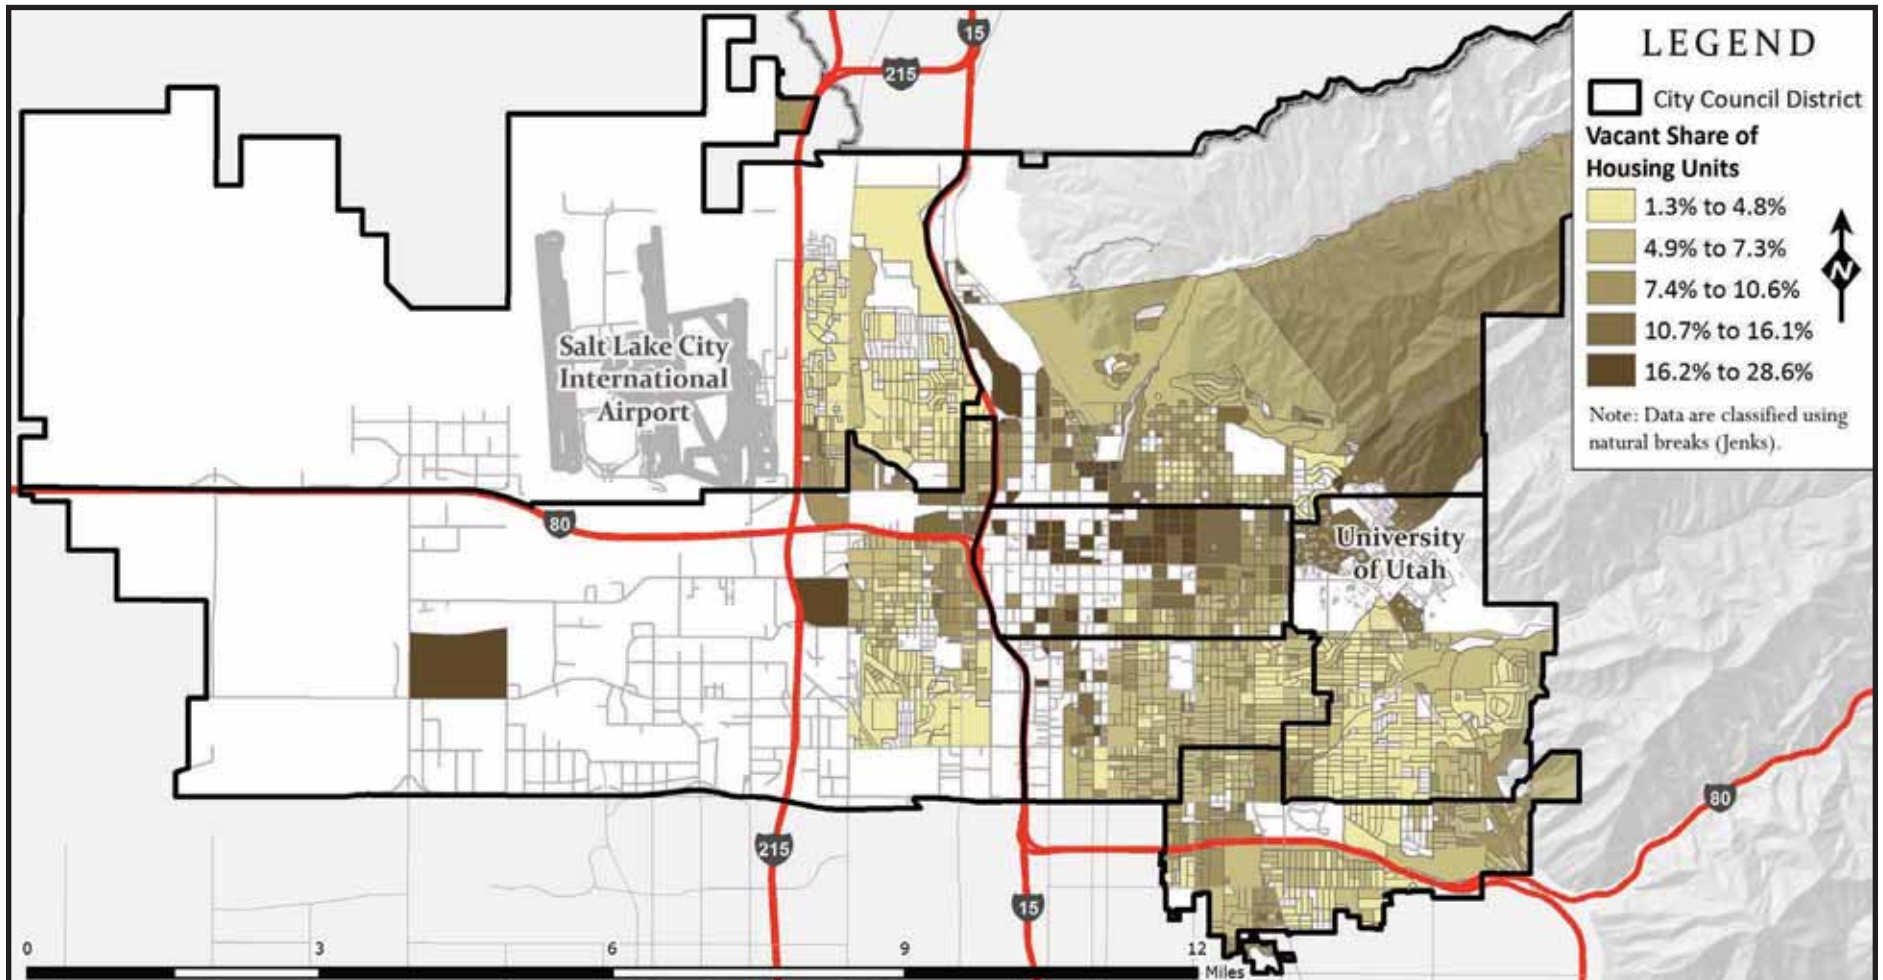 LEGEND
City Council District
Vacant Share of
Housing Units
1.3% to 4.8%
4.9% to 7.3%
7.4% to 10.6%
10.7% to 16.1%
16.2% to 28.6%
N
Note: Data are classified using
natural breaks (Jenks).
15
215
Salt Lake City
International
Airport
80
University
of Utah
80
215
15
0 3 6 9 12
Miles